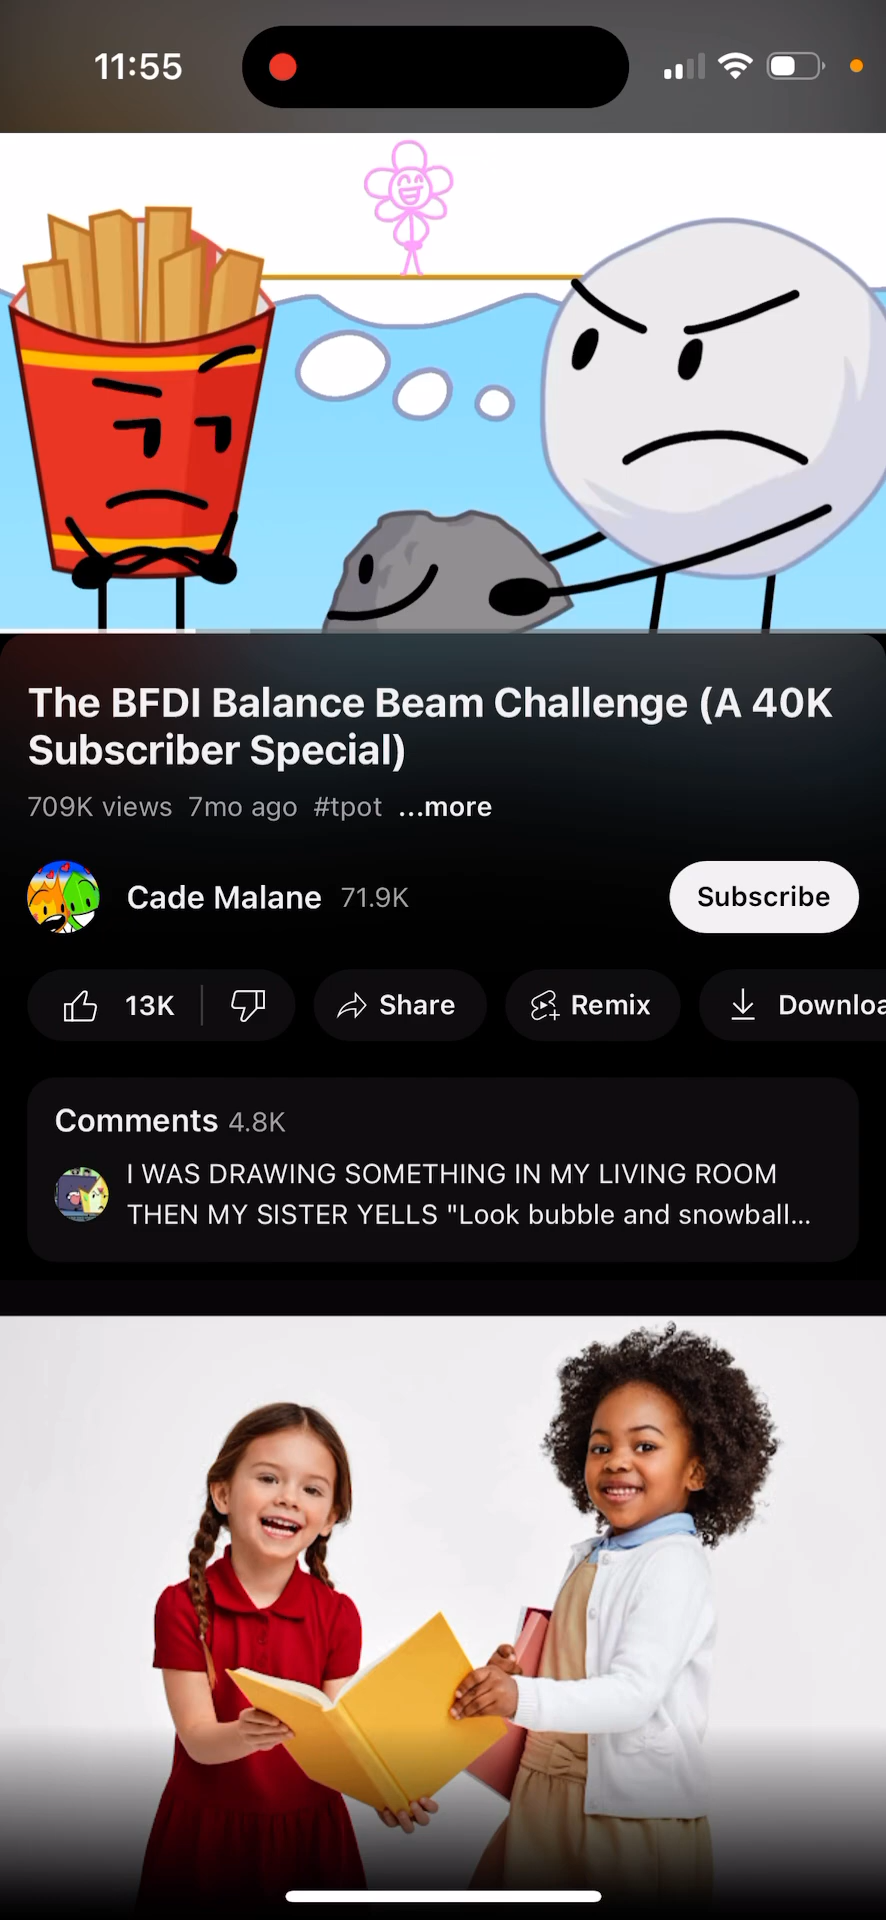 11:55
The BFDI Balance Beam Challenge (A 40K
Subscriber Special)
709K views 7mo ago #tpot ...more
Cade Malane 71.9K
Subscribe
13K
Share
Remix
Downloa
Comments 4.8K
I WAS DRAWING SOMETHING IN MY LIVING ROOM
THEN MY SISTER YELLS "Look bubble and snowball...